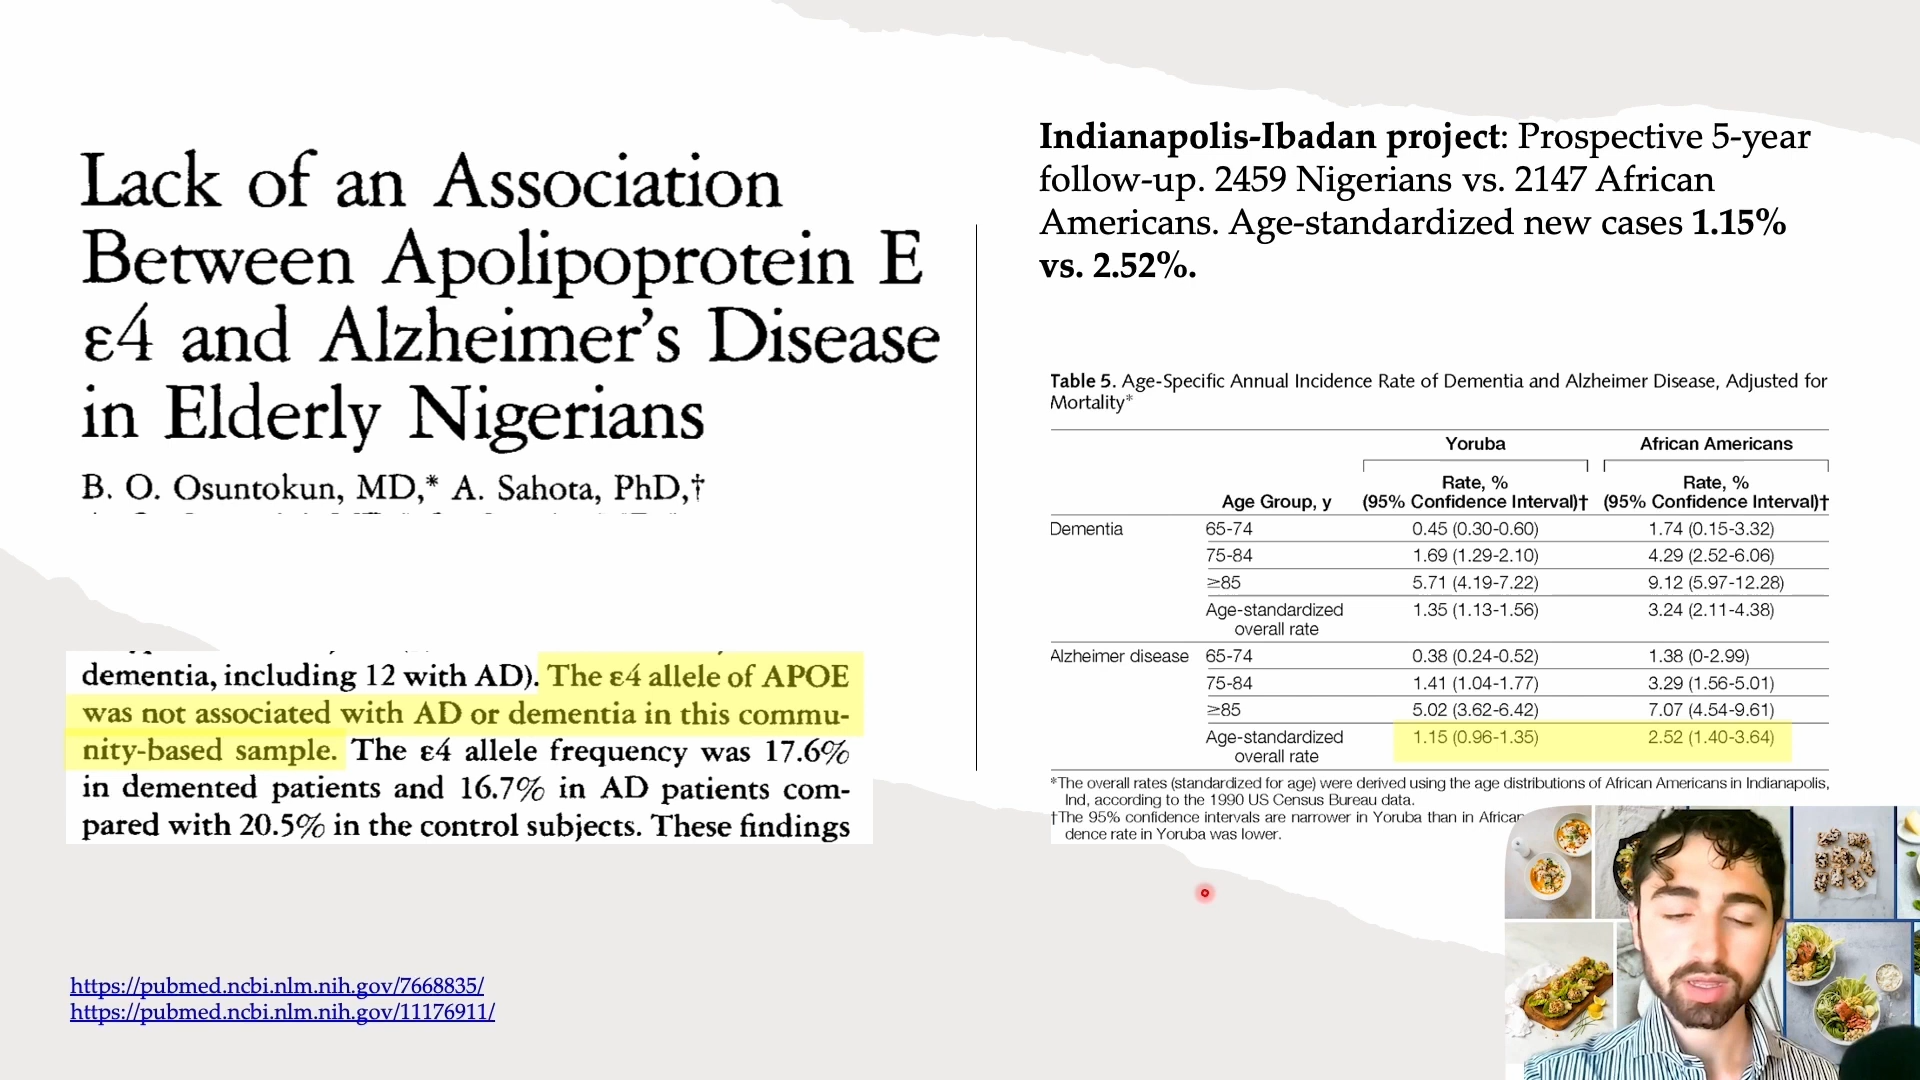 Lack of an Association
Between Apolipoprotein E
ε4 and Alzheimer's Disease
in Elderly Nigerians
B. O. Osuntokun, MD,* A. Sahota, PhD,†
dementia, including 12 with AD). The ε4 allele of APOE
was not associated with AD or dementia in this commu-
nity-based sample. The ε4 allele frequency was 17.6%
in demented patients and 16.7% in AD patients com-
pared with 20.5% in the control subjects. These findings
https://pubmed.ncbi.nlm.nih.gov/7668835/
https://pubmed.ncbi.nlm.nih.gov/11176911/
Indianapolis-Ibadan project: Prospective 5-year
follow-up. 2459 Nigerians vs. 2147 African
Americans. Age-standardized new cases 1.15%
vs. 2.52%.
Table 5. Age-Specific Annual Incidence Rate of Dementia and Alzheimer Disease, Adjusted for
Mortality*
Yoruba African Americans
Rate, % Rate, %
Age Group, y (95% Confidence Interval)† (95% Confidence Interval)†
Dementia 65-74 0.45 (0.30-0.60) 1.74 (0.15-3.32)
75-84 1.69 (1.29-2.10) 4.29 (2.52-6.06)
≥85 5.71 (4.19-7.22) 9.12 (5.97-12.28)
Age-standardized 1.35 (1.13-1.56) 3.24 (2.11-4.38)
overall rate
Alzheimer disease 65-74 0.38 (0.24-0.52) 1.38 (0-2.99)
75-84 1.41 (1.04-1.77) 3.29 (1.56-5.01)
≥85 5.02 (3.62-6.42) 7.07 (4.54-9.61)
Age-standardized 1.15 (0.96-1.35) 2.52 (1.40-3.64)
overall rate
*The overall rates (standardized for age) were derived using the age distributions of African Americans in Indianapolis,
Ind, according to the 1990 US Census Bureau data.
†The 95% confidence intervals are narrower in Yoruba than in African
dence rate in Yoruba was lower.